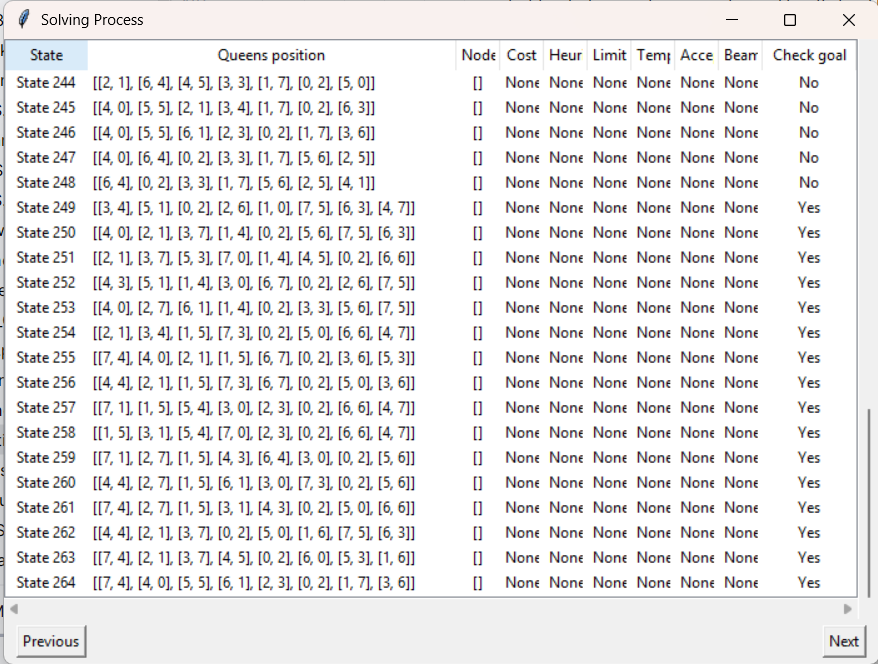 Solving Process
State Queens position Node Cost Heur Limit Temp Acce Beam Check goal
State 244 [[2, 1], [6, 4], [4, 5], [3, 3], [1, 7], [0, 2], [5, 0]] [] None None None None None None No
State 245 [[4, 0], [5, 5], [2, 1], [3, 4], [1, 7], [0, 2], [6, 3]] [] None None None None None None No
State 246 [[4, 0], [5, 5], [6, 1], [2, 3], [0, 2], [1, 7], [3, 6]] [] None None None None None None No
State 247 [[4, 0], [6, 4], [0, 2], [3, 3], [1, 7], [5, 6], [2, 5]] [] None None None None None None No
State 248 [[6, 4], [0, 2], [3, 3], [1, 7], [5, 6], [2, 5], [4, 1]] [] None None None None None None No
State 249 [[3, 4], [5, 1], [0, 2], [2, 6], [1, 0], [7, 5], [6, 3], [4, 7]] [] None None None None None None Yes
State 250 [[4, 0], [2, 1], [3, 7], [1, 4], [0, 2], [5, 6], [7, 5], [6, 3]] [] None None None None None None Yes
State 251 [[2, 1], [3, 7], [5, 3], [7, 0], [1, 4], [4, 5], [0, 2], [6, 6]] [] None None None None None None Yes
State 252 [[4, 3], [5, 1], [1, 4], [3, 0], [6, 7], [0, 2], [2, 6], [7, 5]] [] None None None None None None Yes
State 253 [[4, 0], [2, 7], [6, 1], [1, 4], [0, 2], [3, 3], [5, 6], [7, 5]] [] None None None None None None Yes
State 254 [[2, 1], [3, 4], [1, 5], [7, 3], [0, 2], [5, 0], [6, 6], [4, 7]] [] None None None None None None Yes
State 255 [[7, 4], [4, 0], [2, 1], [1, 5], [6, 7], [0, 2], [3, 6], [5, 3]] [] None None None None None None Yes
State 256 [[4, 4], [2, 1], [1, 5], [7, 3], [6, 7], [0, 2], [5, 0], [3, 6]] [] None None None None None None Yes
State 257 [[7, 1], [1, 5], [5, 4], [3, 0], [2, 3], [0, 2], [6, 6], [4, 7]] [] None None None None None None Yes
State 258 [[1, 5], [3, 1], [5, 4], [7, 0], [2, 3], [0, 2], [6, 6], [4, 7]] [] None None None None None None Yes
State 259 [[7, 1], [2, 7], [1, 5], [4, 3], [6, 4], [3, 0], [0, 2], [5, 6]] [] None None None None None None Yes
State 260 [[4, 4], [2, 7], [1, 5], [6, 1], [3, 0], [7, 3], [0, 2], [5, 6]] [] None None None None None None Yes
State 261 [[7, 4], [2, 7], [1, 5], [3, 1], [4, 3], [0, 2], [5, 0], [6, 6]] [] None None None None None None Yes
State 262 [[4, 4], [2, 1], [3, 7], [0, 2], [5, 0], [1, 6], [7, 5], [6, 3]] [] None None None None None None Yes
State 263 [[7, 4], [2, 1], [3, 7], [4, 5], [0, 2], [6, 0], [5, 3], [1, 6]] [] None None None None None None Yes
State 264 [[7, 4], [4, 0], [5, 5], [6, 1], [2, 3], [0, 2], [1, 7], [3, 6]] [] None None None None None None Yes
Previous Next